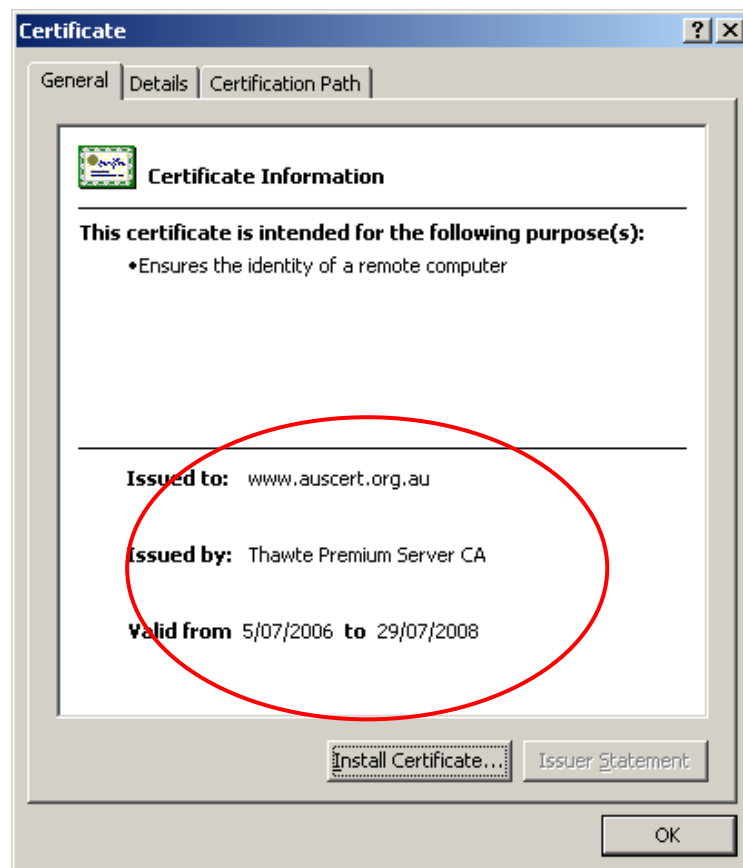 Certificate
? X
General Details Certification Path
Certificate Information
This certificate is intended for the following purpose(s):
•Ensures the identity of a remote computer
Issued to: www.auscert.org.au
Issued by: Thawte Premium Server CA
Valid from 5/07/2006 to 29/07/2008
Install Certificate... Issuer Statement
OK